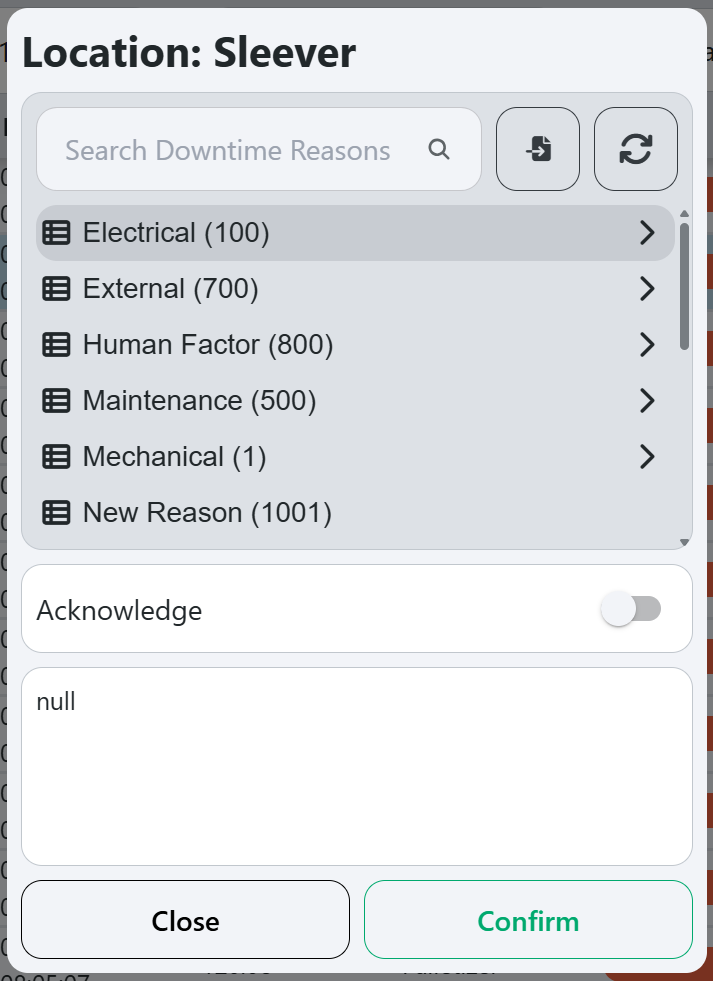 Location: Sleever
Search Downtime Reasons
Electrical (100)
External (700)
Human Factor (800)
Maintenance (500)
Mechanical (1)
New Reason (1001)
Acknowledge
null
Close
Confirm